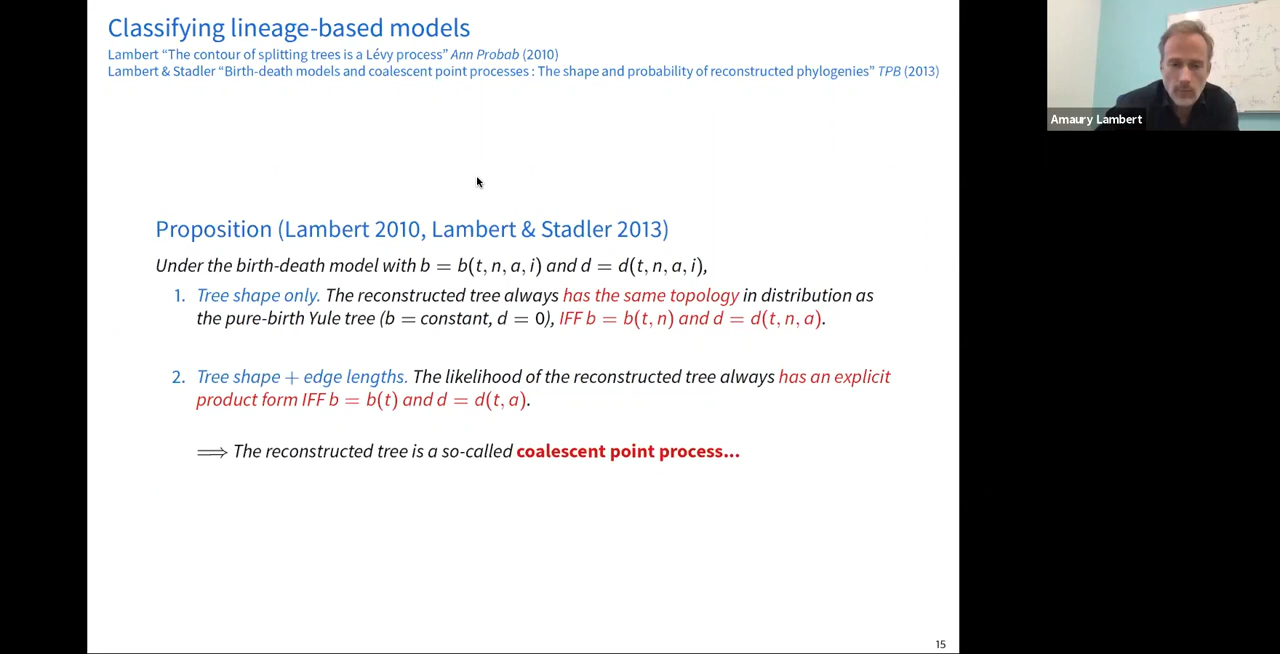 Classifying lineage-based models
Lambert “The contour of splitting trees is a Lévy process” Ann Probab (2010)
Lambert & Stadler “Birth-death models and coalescent point processes : The shape and probability of reconstructed phylogenies” TPB (2013)
Amaury Lambert
Proposition (Lambert 2010, Lambert & Stadler 2013)
Under the birth-death model with b = b(t, n, a, i) and d = d(t, n, a, i),
1. Tree shape only. The reconstructed tree always has the same topology in distribution as
the pure-birth Yule tree (b = constant, d = 0), IFF b = b(t, n) and d = d(t, n, a).
2. Tree shape + edge lengths. The likelihood of the reconstructed tree always has an explicit
product form IFF b = b(t) and d = d(t, a).
⟹ The reconstructed tree is a so-called coalescent point process...
15